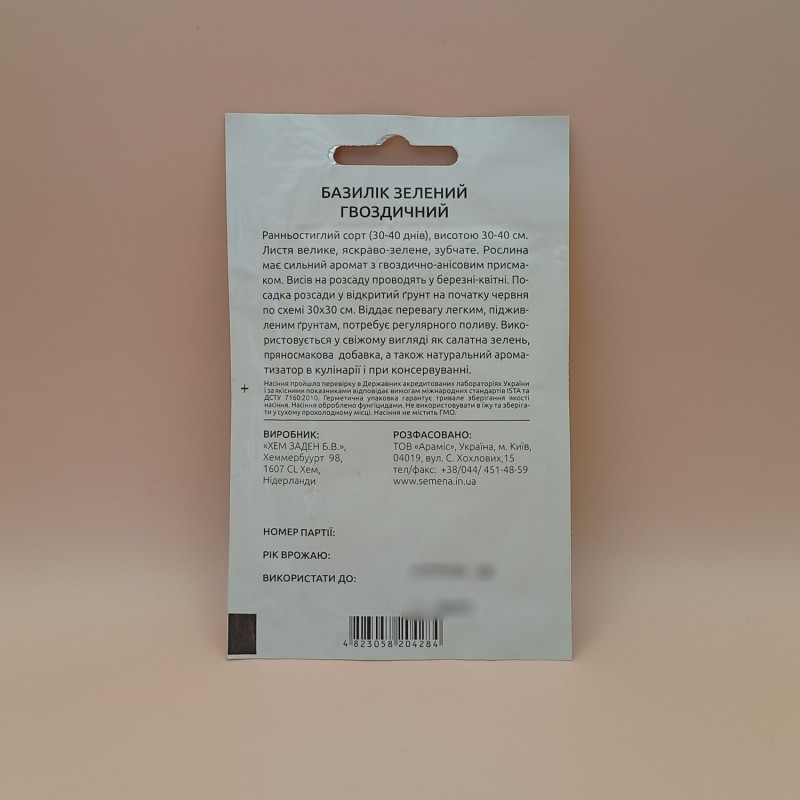 БАЗИЛІК ЗЕЛЕНИЙ
ГВОЗДИЧНИЙ
Ранньостиглий сорт (30-40 днів), висотою 30-40 см.
Листя велике, яскраво-зелене, зубчате. Рослина
має сильний аромат з гвоздично-анісовим присма-
ком. Висів на розсаду проводять у березні-квітні. По-
садка розсади у відкритий ґрунт на початку червня
по схемі 30х30 см. Віддає перевагу легким, піджив-
леним ґрунтам, потребує регулярного поливу. Вико-
ристовується у свіжому вигляді як салатна зелень,
пряносмакова добавка, а також натуральний арома-
тизатор в кулінарії і при консервуванні.
Насіння пройшло перевірку в Державних акредитованих лабораторіях України
і за якісними показниками відповідає вимогам міжнародних стандартів ISTA та
ДСТУ 7160:2010. Герметична упаковка гарантує тривале зберігання якості
насіння. Насіння оброблено фунгіцидами. Не використовувати в їжу та зберіга-
ти у сухому прохолодному місці. Насіння не містить ГМО.
ВИРОБНИК:
«ХЕМ ЗАДЕН Б.В.»,
Хеммербуурт 98,
1607 CL Хем,
Нідерланди
РОЗФАСОВАНО:
ТОВ «Араміс», Україна, м. Київ,
04019, вул. С. Хохлових,15
тел/факс: +38/044/ 451-48-59
www.semena.in.ua
НОМЕР ПАРТІЇ:
РІК ВРОЖАЮ:
ВИКОРИСТАТИ ДО:
4 823058 204284